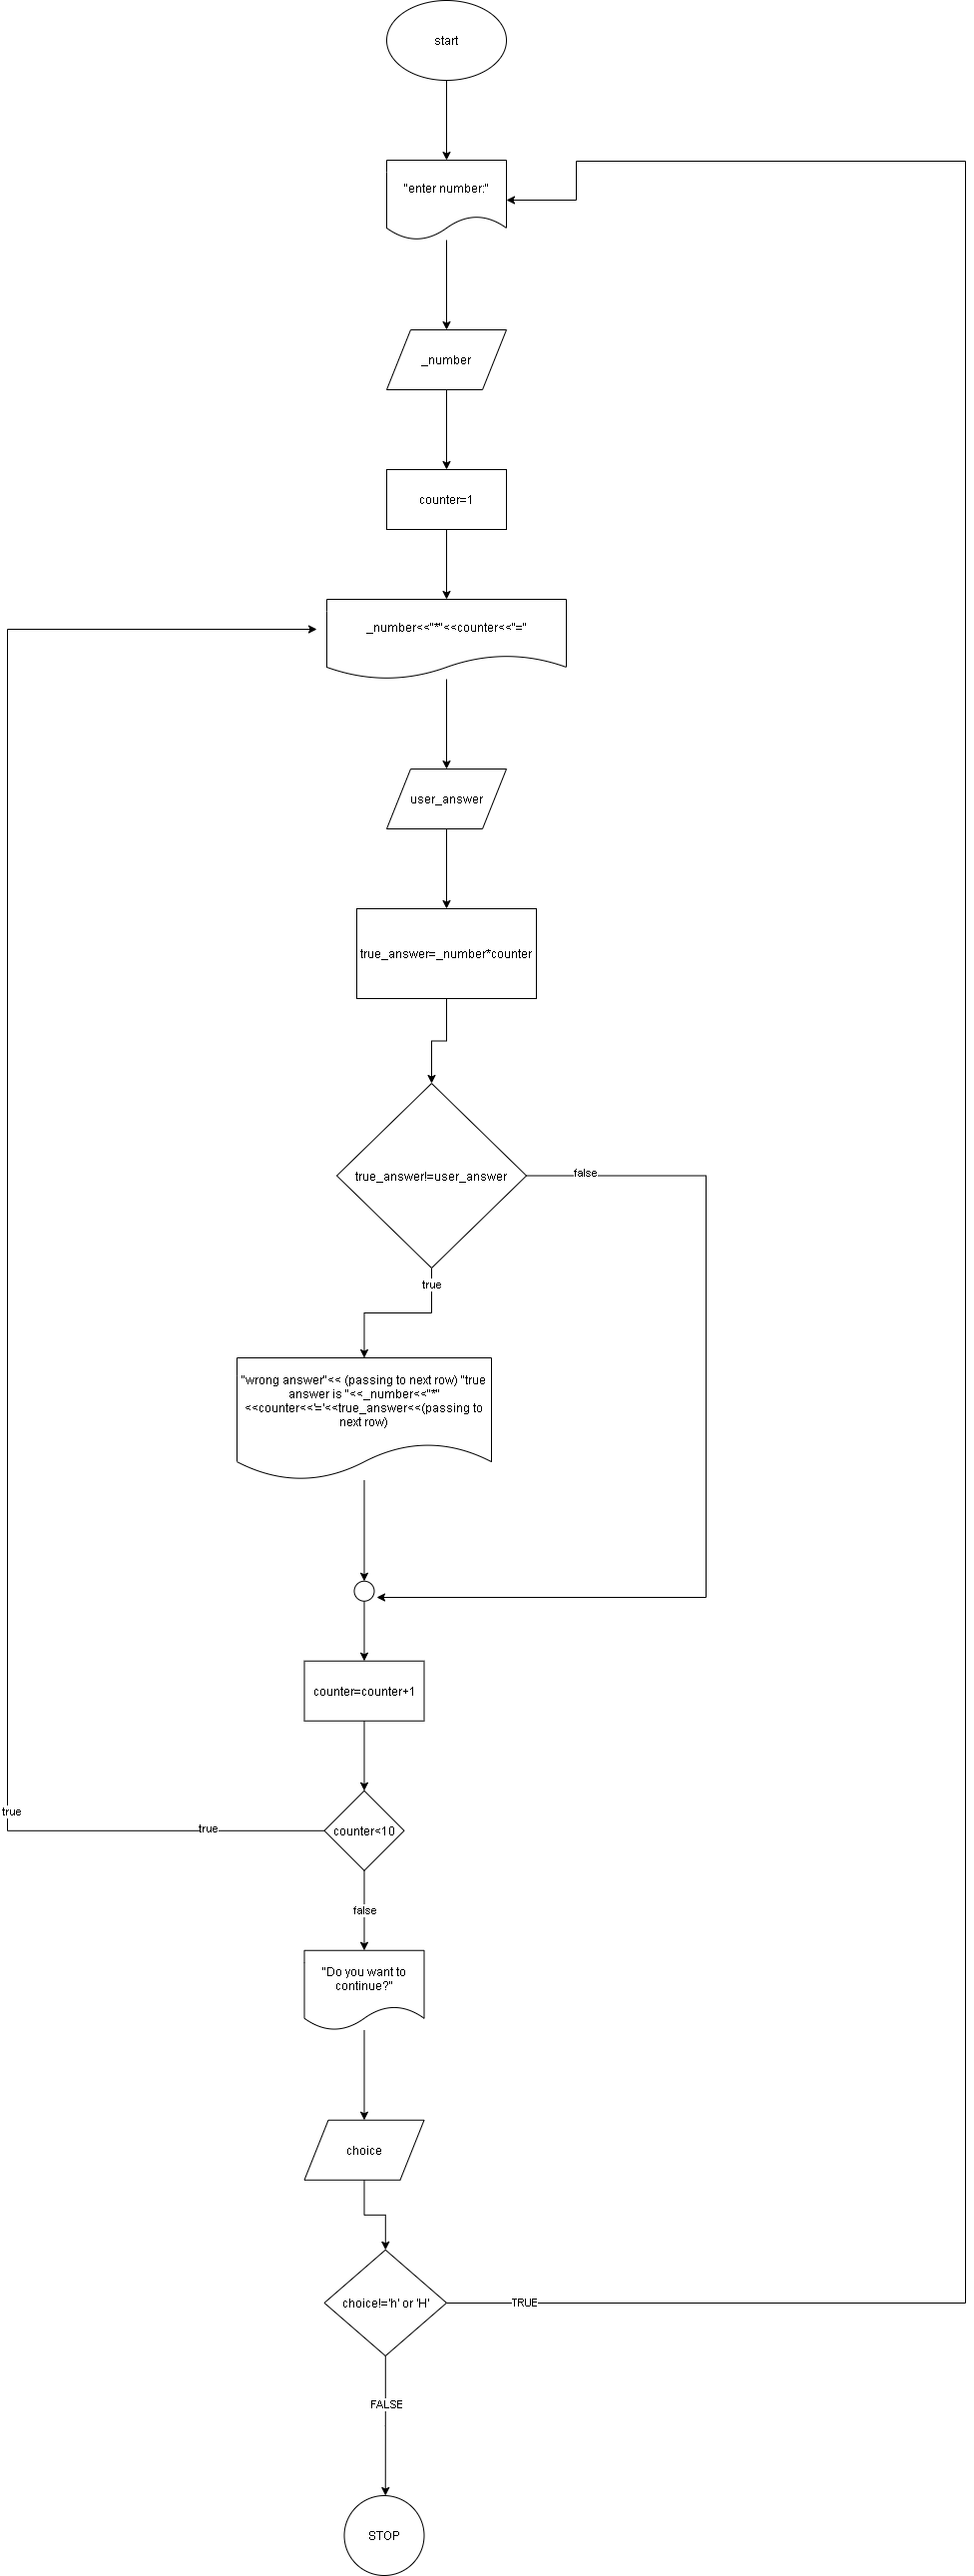 start
"enter number:"
_number
counter=1
_number<<"*"<<counter<<"="
user_answer
true_answer=_number*counter
true_answer!=user_answer
false
true
"wrong answer"<< (passing to next row) "true
answer is "<<_number<<"*"
<<counter<<'='<<true_answer<<(passing to
next row)
counter=counter+1
true
true
counter<10
false
"Do you want to
continue?"
choice
choice!='h' or 'H'
TRUE
FALSE
STOP